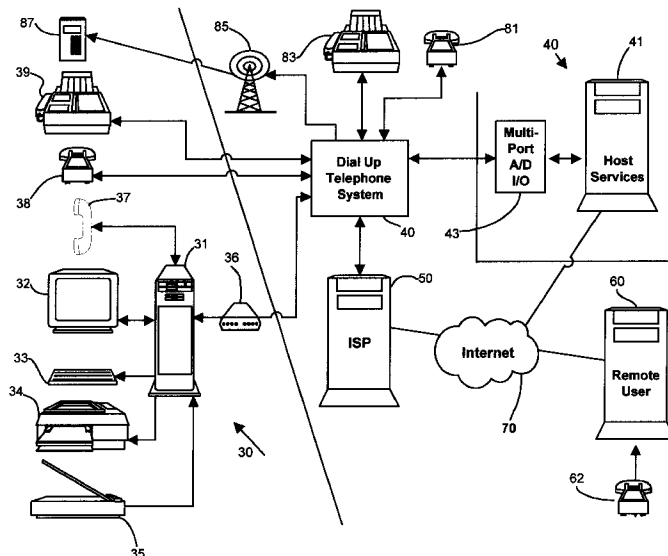 87
85
83
81
40
41
39
Multi-
Port
A/D
I/O
Host
Services
Dial Up
Telephone
System
38
43
37
40
31
32
36
50
60
ISP
Internet
Remote
User
33
34
70
30
62
35